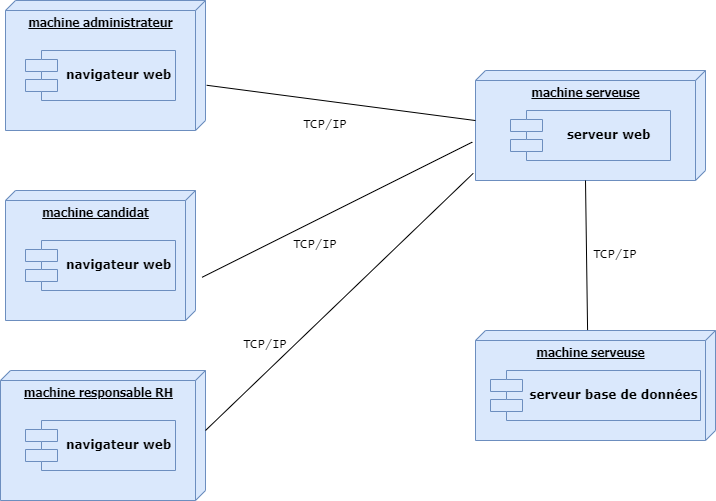 machine administrateur
navigateur web
machine serveuse
serveur web
TCP/IP
machine candidat
navigateur web
TCP/IP
TCP/IP
TCP/IP
machine responsable RH
navigateur web
machine serveuse
serveur base de données